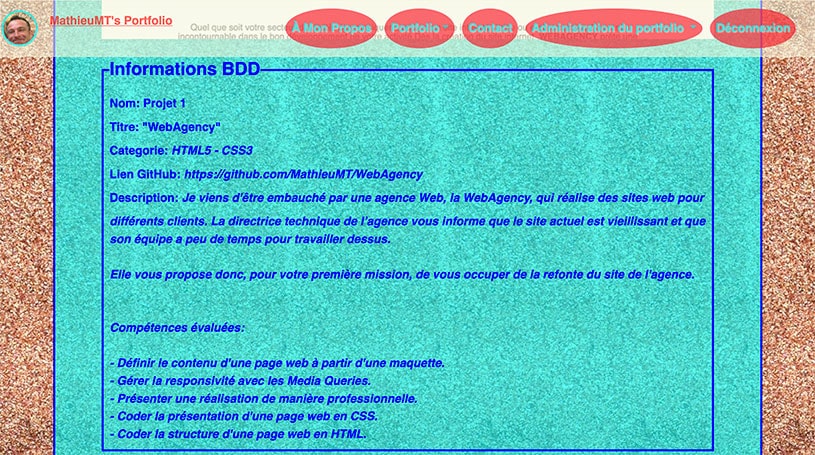 MathieuMT's Portfolio
À Mon Propos
Portfolio
Contact
Administration du portfolio
Déconnexion
Quel que soit votre secte
incontournable dans le bon
Informations BDD
Nom: Projet 1
Titre: "WebAgency"
Categorie: HTML5 - CSS3
Lien GitHub: https://github.com/MathieuMT/WebAgency
Description: Je viens d'être embauché par une agence Web, la WebAgency, qui réalise des sites web pour
différents clients. La directrice technique de l'agence vous informe que le site actuel est vieillissant et que
son équipe a peu de temps pour travailler dessus.
Elle vous propose donc, pour votre première mission, de vous occuper de la refonte du site de l'agence.
Compétences évaluées:
- Définir le contenu d'une page web à partir d'une maquette.
- Gérer la responsivité avec les Media Queries.
- Présenter une réalisation de manière professionnelle.
- Coder la présentation d'une page web en CSS.
- Coder la structure d'une page web en HTML.